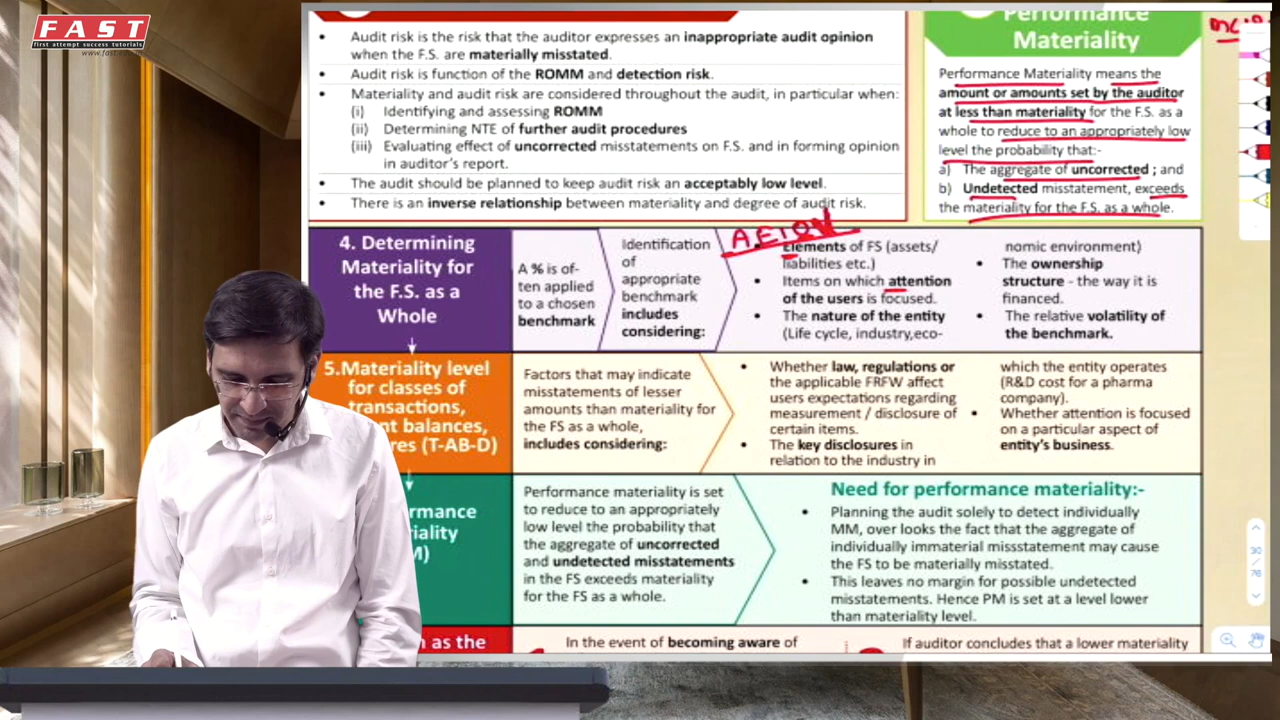 FAST
first attempt success tutorials
www.fast.
• Audit risk is the risk that the auditor expresses an inappropriate audit opinion
when the F.S. are materially misstated.
• Audit risk is function of the ROMM and detection risk.
• Materiality and audit risk are considered throughout the audit, in particular when:
(i) Identifying and assessing ROMM
(ii) Determining NTE of further audit procedures
(iii) Evaluating effect of uncorrected misstatements on F.S. and in forming opinion
in auditor's report.
• The audit should be planned to keep audit risk an acceptably low level.
• There is an inverse relationship between materiality and degree of audit risk.
Performance
Materiality
Performance Materiality means the
amount or amounts set by the auditor
at less than materiality for the F.S. as a
whole to reduce to an appropriately low
level the probability that:-
a) The aggregate of uncorrected ; and
b) Undetected misstatement, exceeds
the materiality for the F.S. as a whole.
4. Determining
Materiality for
the F.S. as a
Whole
A % is of-
ten applied
to a chosen
benchmark
Identification
of
appropriate
benchmark
includes
considering:
Elements of FS (assets/
liabilities etc.)
• Items on which attention
of the users is focused.
• The nature of the entity
(Life cycle, industry,eco-
nomic environment)
• The ownership
structure - the way it is
financed.
• The relative volatility of
the benchmark.
5.Materiality level
for classes of
transactions,
nt balances,
res (T-AB-D)
Factors that may indicate
misstatements of lesser
amounts than materiality for
the FS as a whole,
includes considering:
• Whether law, regulations or
the applicable FRFW affect
users expectations regarding
measurement / disclosure of
certain items.
• The key disclosures in
relation to the industry in
which the entity operates
(R&D cost for a pharma
company).
• Whether attention is focused
on a particular aspect of
entity's business.
rmance
riality
M)
Performance materiality is set
to reduce to an appropriately
low level the probability that
the aggregate of uncorrected
and undetected misstatements
in the FS exceeds materiality
for the FS as a whole.
Need for performance materiality:-
• Planning the audit solely to detect individually
MM, over looks the fact that the aggregate of
individually immaterial missstatement may cause
the FS to be materially misstated.
• This leaves no margin for possible undetected
misstatements. Hence PM is set at a level lower
than materiality level.
as the
In the event of becoming aware of
If auditor concludes that a lower materiality
30
/
76